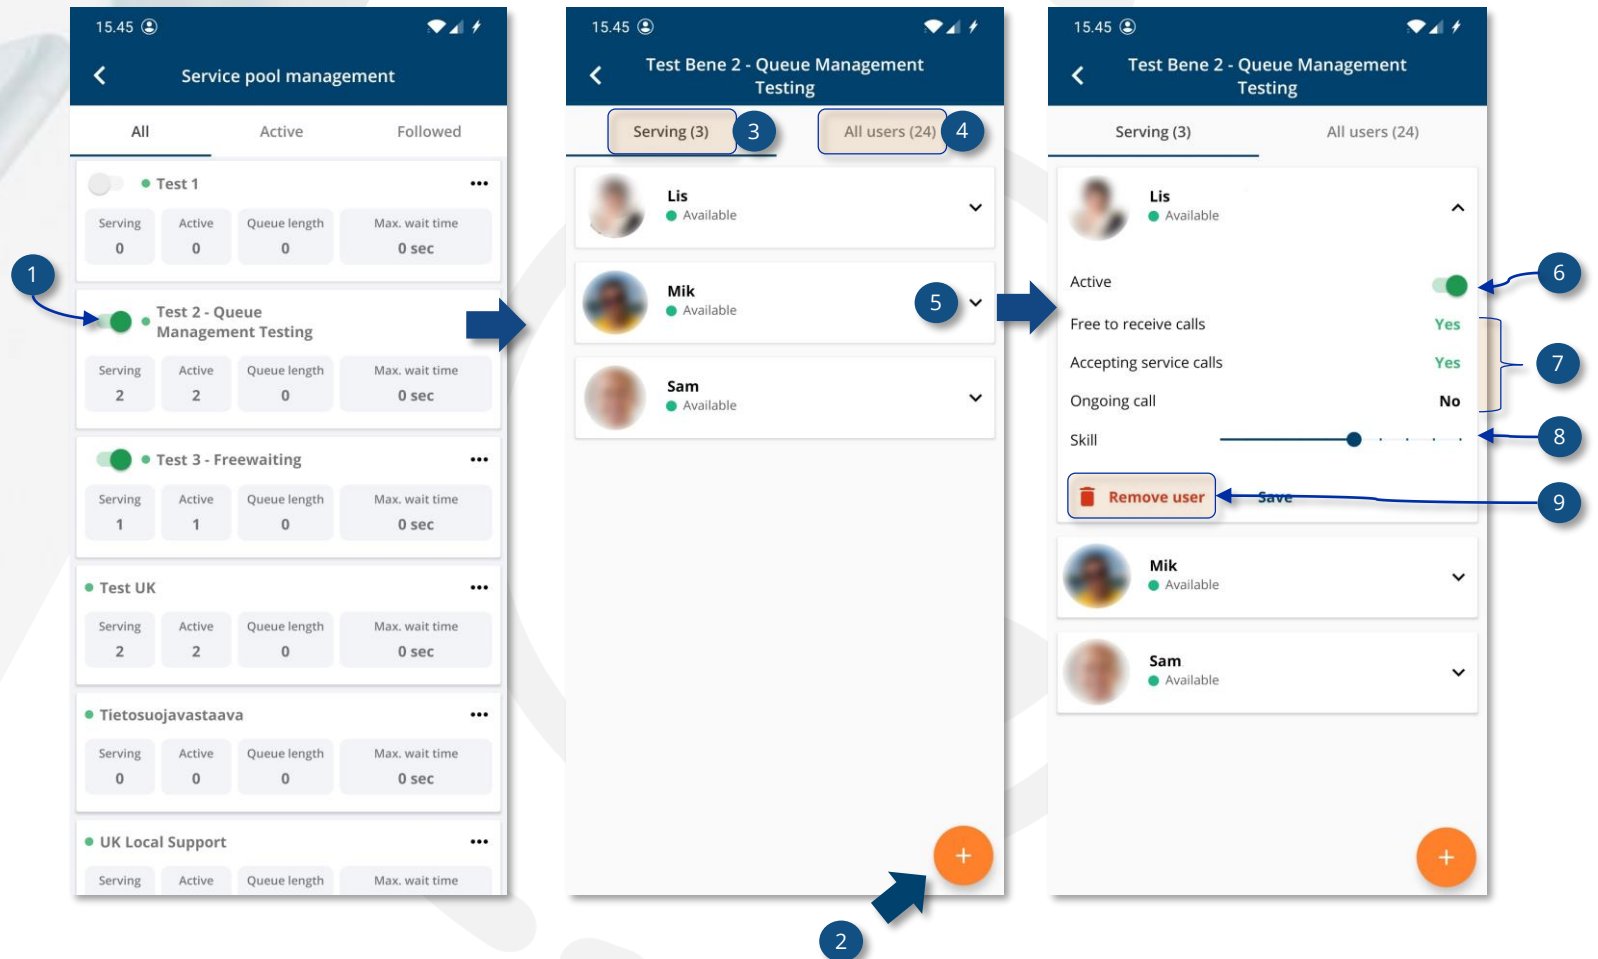 15.45
Service pool management
All Active Followed
Test 1
Serving Active Queue length Max. wait time
0 0 0 0 sec
1
Test 2 - Queue
Management Testing
Serving Active Queue length Max. wait time
2 2 0 0 sec
Test 3 - Freewaiting
Serving Active Queue length Max. wait time
1 1 0 0 sec
Test UK
Serving Active Queue length Max. wait time
2 2 0 0 sec
Tietosuojavastaava
Serving Active Queue length Max. wait time
0 0 0 0 sec
UK Local Support
Serving Active Queue length Max. wait time
15.45
Test Bene 2 - Queue Management
Testing
Serving (3) 3 All users (24) 4
Lis
Available
Mik
Available
5
Sam
Available
+
2
15.45
Test Bene 2 - Queue Management
Testing
Serving (3) All users (24)
Lis
Available
Active 6
Free to receive calls Yes
Accepting service calls Yes 7
Ongoing call No
Skill 8
Remove user Save 9
Mik
Available
Sam
Available
+